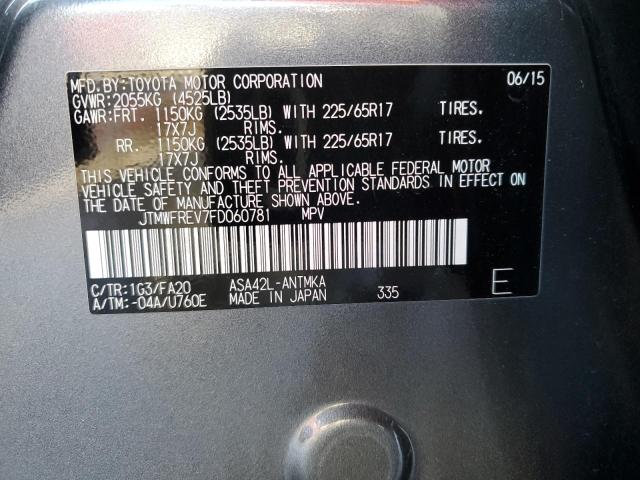 MFD.BY:TOYOTA MOTOR CORPORATION 06/15
GVWR:2055KG (4525LB)
GAWR:FRT. 1150KG (2535LB) WITH 225/65R17 TIRES.
17X7J RIMS.
RR. 1150KG (2535LB) WITH 225/65R17 TIRES.
17X7J RIMS.
THIS VEHICLE CONFORMS TO ALL APPLICABLE FEDERAL MOTOR
VEHICLE SAFETY AND THEFT PREVENTION STANDARDS IN EFFECT ON
THE DATE OF MANUFACTURE SHOWN ABOVE.
JTMWFREV7FD060781 MPV
C/TR:1G3/FA20 ASA42L-ANTMKA
A/TM:-04A/U760E MADE IN JAPAN 335 E